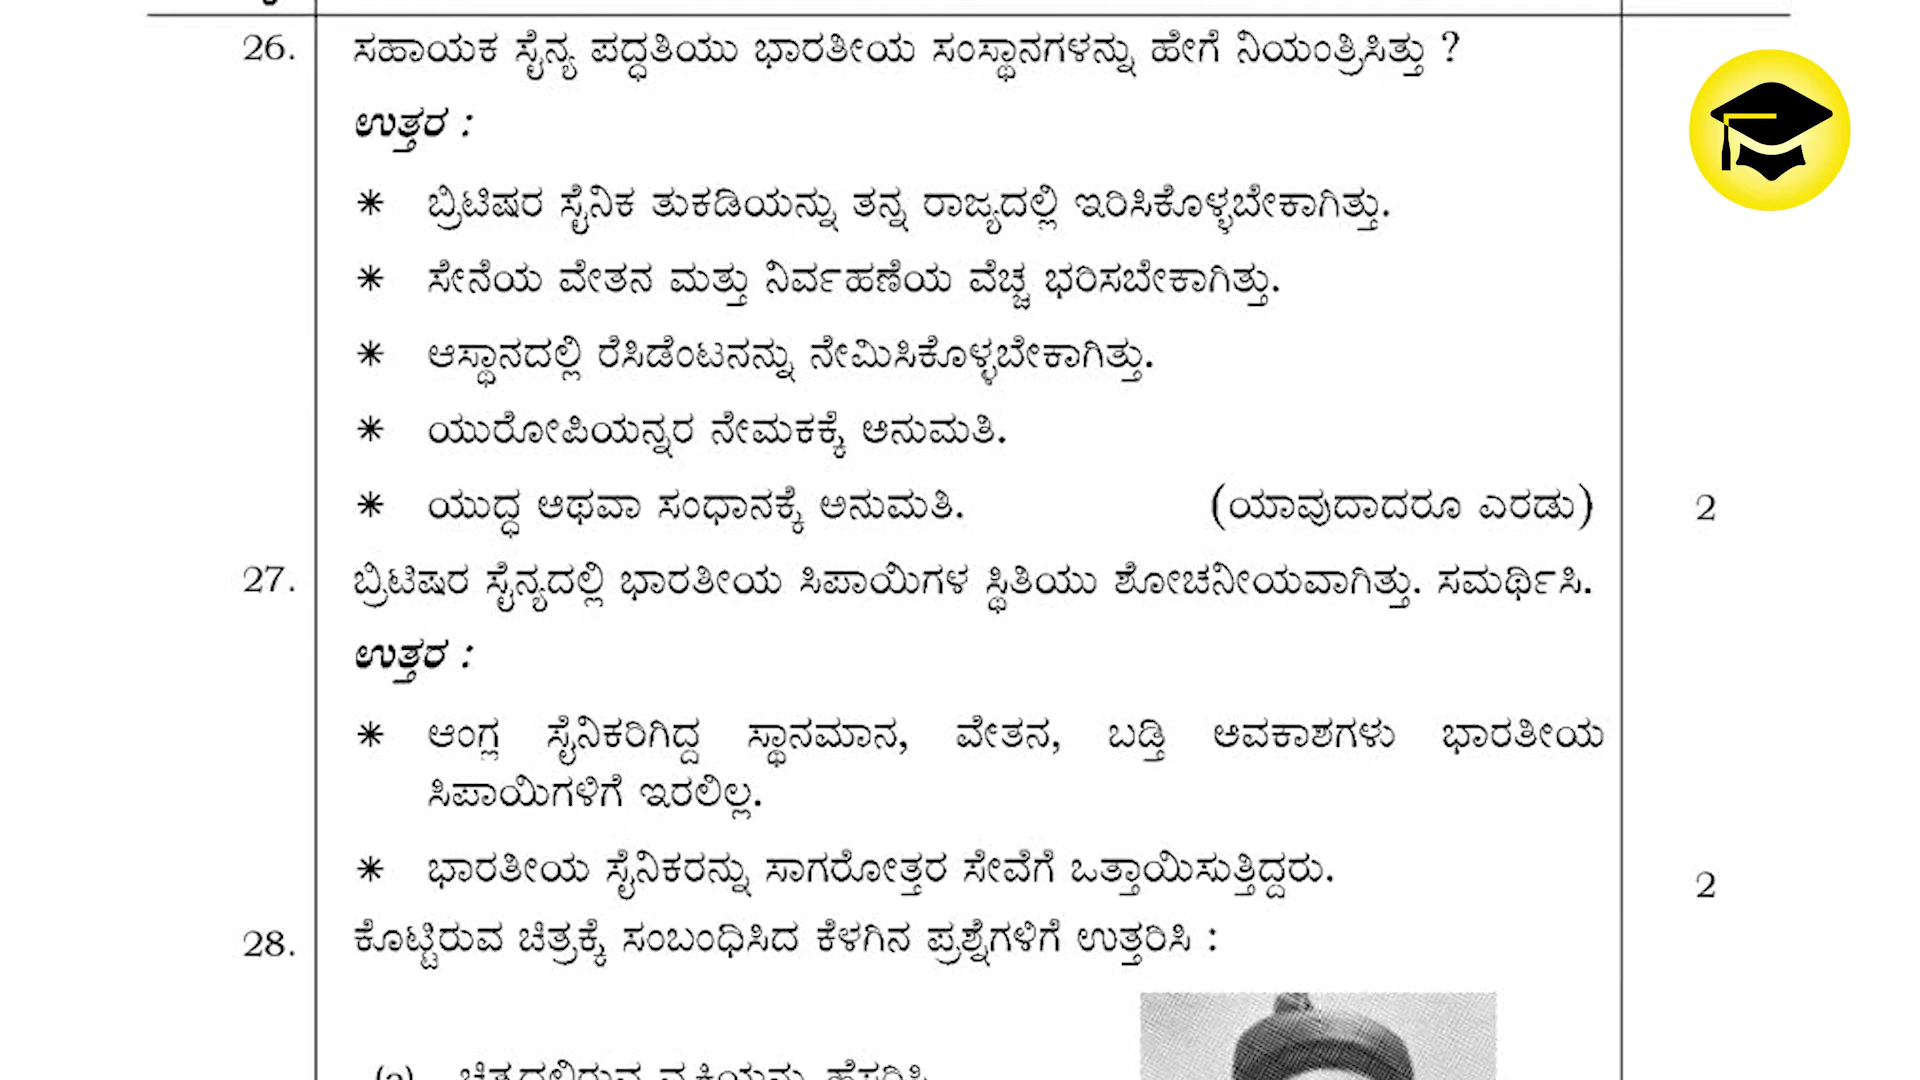 26. ಸಹಾಯಕ ಸೈನ್ಯ ಪದ್ಧತಿಯು ಭಾರತೀಯ ಸಂಸ್ಥಾನಗಳನ್ನು ಹೇಗೆ ನಿಯಂತ್ರಿಸಿತ್ತು ?
ಉತ್ತರ :
* ಬ್ರಿಟಿಷರ ಸೈನಿಕ ತುಕಡಿಯನ್ನು ತನ್ನ ರಾಜ್ಯದಲ್ಲಿ ಇರಿಸಿಕೊಳ್ಳಬೇಕಾಗಿತ್ತು.
* ಸೇನೆಯ ವೇತನ ಮತ್ತು ನಿರ್ವಹಣೆಯ ವೆಚ್ಚ ಭರಿಸಬೇಕಾಗಿತ್ತು.
* ಆಸ್ಥಾನದಲ್ಲಿ ರೆಸಿಡೆಂಟನನ್ನು ನೇಮಿಸಿಕೊಳ್ಳಬೇಕಾಗಿತ್ತು.
* ಯುರೋಪಿಯನ್ನರ ನೇಮಕಕ್ಕೆ ಅನುಮತಿ.
* ಯುದ್ಧ ಅಥವಾ ಸಂಧಾನಕ್ಕೆ ಅನುಮತಿ. (ಯಾವುದಾದರೂ ಎರಡು) 2
27. ಬ್ರಿಟಿಷರ ಸೈನ್ಯದಲ್ಲಿ ಭಾರತೀಯ ಸಿಪಾಯಿಗಳ ಸ್ಥಿತಿಯು ಶೋಚನೀಯವಾಗಿತ್ತು. ಸಮರ್ಥಿಸಿ.
ಉತ್ತರ :
* ಆಂಗ್ಲ ಸೈನಿಕರಿಗಿದ್ದ ಸ್ಥಾನಮಾನ, ವೇತನ, ಬಡ್ತಿ ಅವಕಾಶಗಳು ಭಾರತೀಯ
ಸಿಪಾಯಿಗಳಿಗೆ ಇರಲಿಲ್ಲ.
* ಭಾರತೀಯ ಸೈನಿಕರನ್ನು ಸಾಗರೋತ್ತರ ಸೇವೆಗೆ ಒತ್ತಾಯಿಸುತ್ತಿದ್ದರು. 2
28. ಕೊಟ್ಟಿರುವ ಚಿತ್ರಕ್ಕೆ ಸಂಬಂಧಿಸಿದ ಕೆಳಗಿನ ಪ್ರಶ್ನೆಗಳಿಗೆ ಉತ್ತರಿಸಿ :